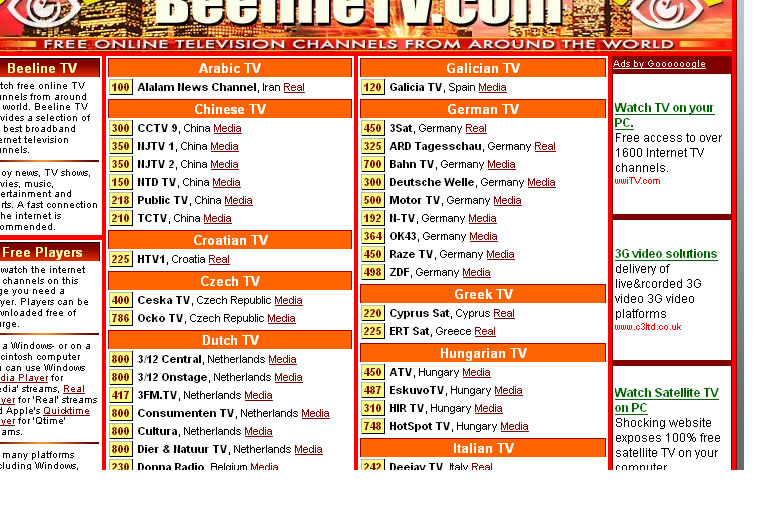 BeelineTV.com
FREE ONLINE TELEVISION CHANNELS FROM AROUND THE WORLD
Beeline TV
tch free online TV
nnels from around
world. Beeline TV
vides a selection of
best broadband
ernet television
nnels.
oy news, TV shows,
vies, music,
ertainment and
rts. A fast connection
he internet is
ommended.
Free Players
watch the internet
channels on this
ge you need a
yer. Players can be
wnloaded free of
rge.
a Windows- or on a
cintosh computer
u can use Windows
dia Player for
edia' streams, Real
yer for 'Real' streams
d Apple's Quicktime
yer for 'Qtime'
ams.
many platforms
cluding Windows,
Arabic TV
100 Alalam News Channel, Iran Real
Chinese TV
300 CCTV 9, China Media
350 NJTV 1, China Media
350 NJTV 2, China Media
150 NTD TV, China Media
218 Public TV, China Media
210 TCTV, China Media
Croatian TV
225 HTV1, Croatia Real
Czech TV
400 Ceska TV, Czech Republic Media
786 Ocko TV, Czech Republic Media
Dutch TV
800 3/12 Central, Netherlands Media
800 3/12 Onstage, Netherlands Media
417 3FM.TV, Netherlands Media
800 Consumenten TV, Netherlands Media
800 Cultura, Netherlands Media
800 Dier & Natuur TV, Netherlands Media
230 Donna Radio, Belgium Media
Galician TV
120 Galicia TV, Spain Media
German TV
450 3Sat, Germany Real
325 ARD Tagesschau, Germany Real
700 Bahn TV, Germany Media
300 Deutsche Welle, Germany Media
500 Motor TV, Germany Media
192 N-TV, Germany Media
364 OK43, Germany Media
450 Raze TV, Germany Media
498 ZDF, Germany Media
Greek TV
220 Cyprus Sat, Cyprus Real
225 ERT Sat, Greece Real
Hungarian TV
450 ATV, Hungary Media
487 EskuvoTV, Hungary Media
310 HIR TV, Hungary Media
748 HotSpot TV, Hungary Media
Italian TV
242 Deejay TV, Italy Real
Ads by Goooooogle
Watch TV on your
PC.
Free access to over
1600 Internet TV
channels.
wwiTV.com
3G video solutions
delivery of
live&rcorded 3G
video 3G video
platforms
www.c3ltd.co.uk
Watch Satellite TV
on PC
Shocking website
exposes 100% free
satellite TV on your
computer